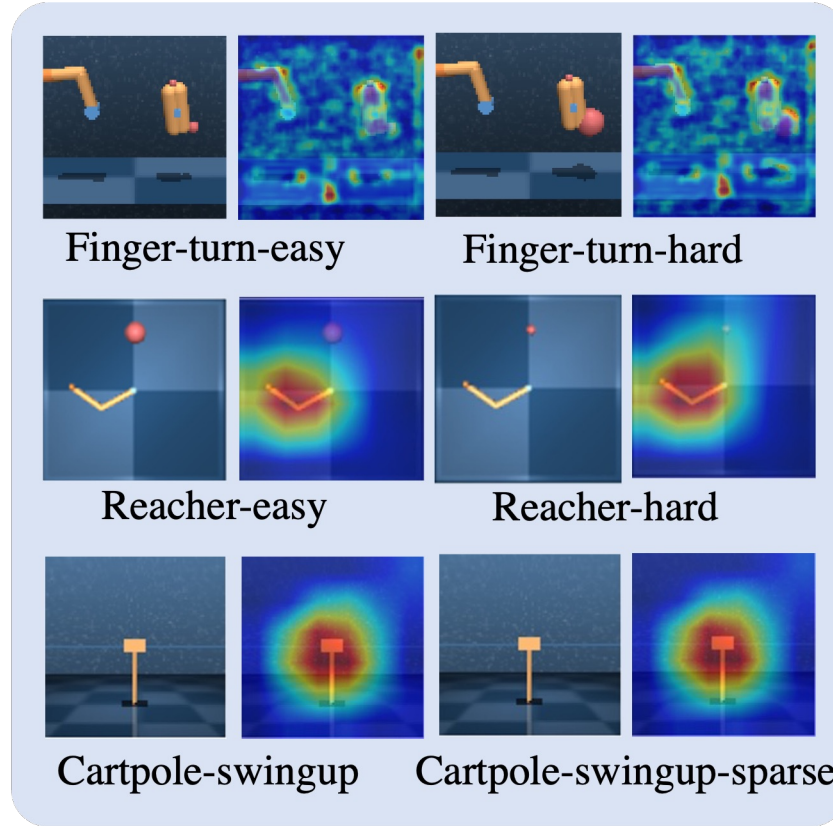 Finger-turn-easy
Finger-turn-hard
Reacher-easy
Reacher-hard
Cartpole-swingup
Cartpole-swingup-sparse